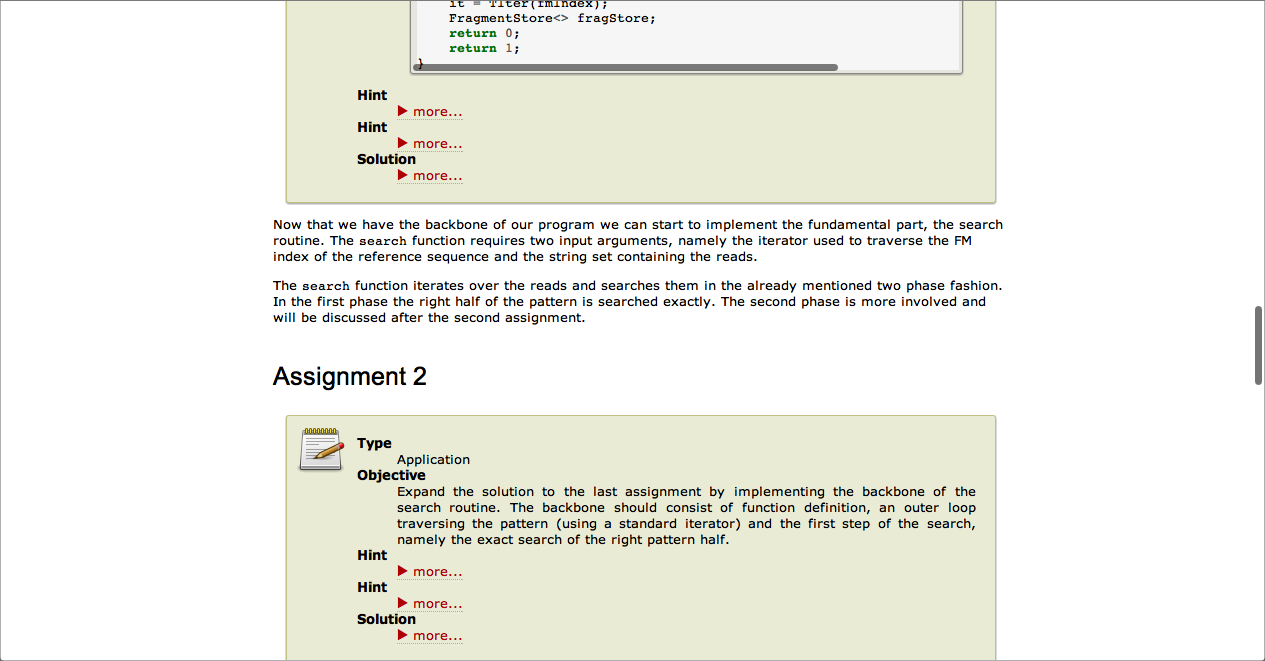 it = TIter(fmIndex);
FragmentStore<> fragStore;
return 0;
return 1;
}
Hint
more...
Hint
more...
Solution
more...
Now that we have the backbone of our program we can start to implement the fundamental part, the search
routine. The search function requires two input arguments, namely the iterator used to traverse the FM
index of the reference sequence and the string set containing the reads.
The search function iterates over the reads and searches them in the already mentioned two phase fashion.
In the first phase the right half of the pattern is searched exactly. The second phase is more involved and
will be discussed after the second assignment.
Assignment 2
Type
Application
Objective
Expand the solution to the last assignment by implementing the backbone of the
search routine. The backbone should consist of function definition, an outer loop
traversing the pattern (using a standard iterator) and the first step of the search,
namely the exact search of the right pattern half.
Hint
more...
Hint
more...
Solution
more...